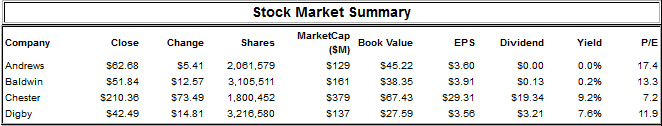 Stock Market Summary
Company Close Change Shares MarketCap ($M) Book Value EPS Dividend Yield P/E
Andrews $62.68 $5.41 2,061,579 $129 $45.22 $3.60 $0.00 0.0% 17.4
Baldwin $51.84 $12.57 3,105,511 $161 $38.35 $3.91 $0.13 0.2% 13.3
Chester $210.36 $73.49 1,800,452 $379 $67.43 $29.31 $19.34 9.2% 7.2
Digby $42.49 $14.81 3,216,580 $137 $27.59 $3.56 $3.21 7.6% 11.9